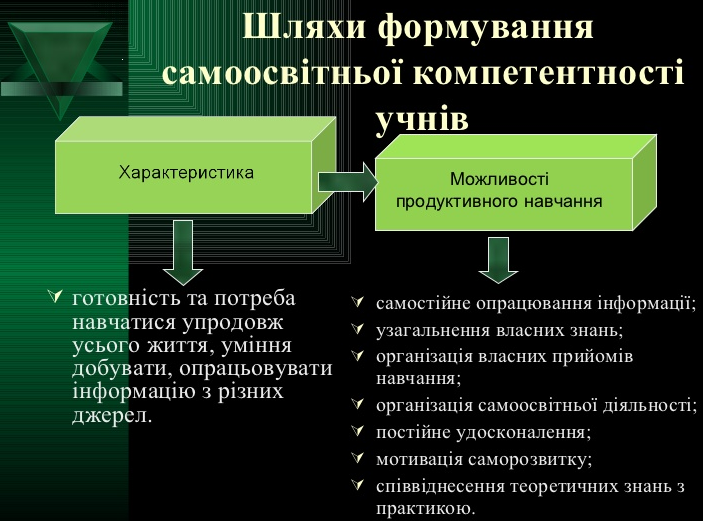 Шляхи формування
самоосвітньої компетентності
учнів
Характеристика
Можливості
продуктивного навчання
готовність та потреба
навчатися упродовж
усього життя, уміння
добувати, опрацьовувати
інформацію з різних
джерел.
самостійне опрацювання інформації;
узагальнення власних знань;
організація власних прийомів
навчання;
організація самоосвітньої діяльності;
постійне удосконалення;
мотивація саморозвитку;
співвіднесення теоретичних знань з
практикою.